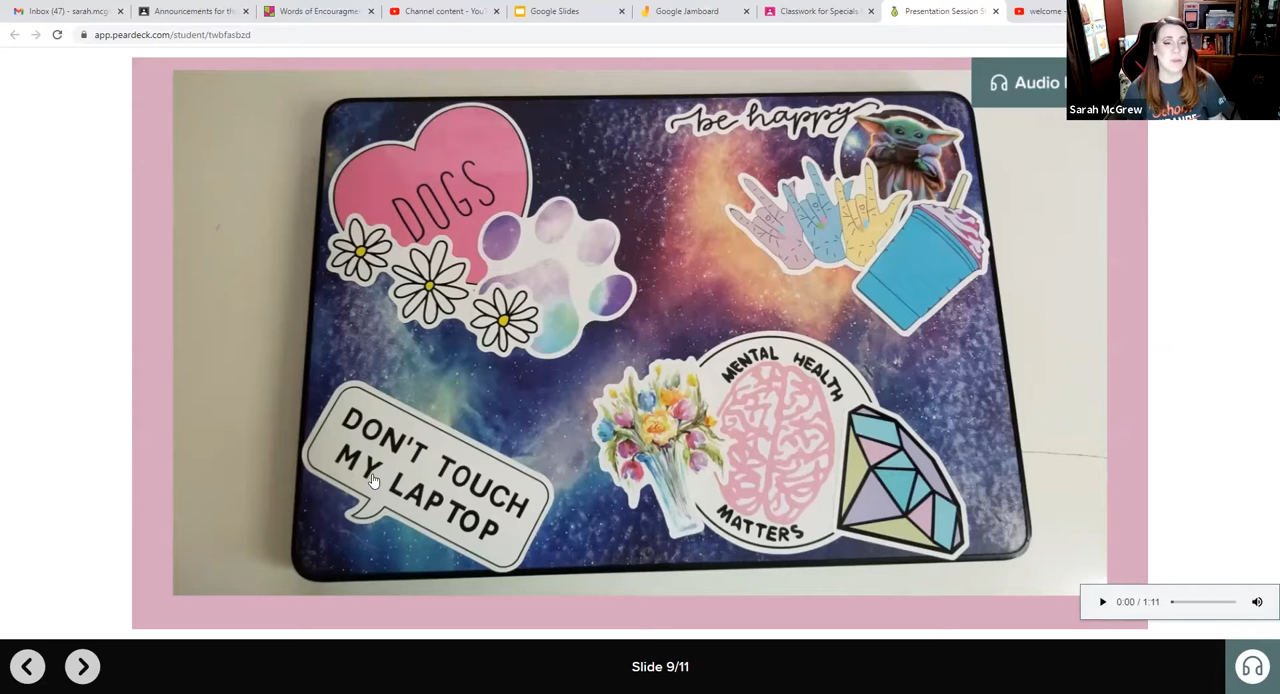 Inbox (47) - sarah.mcg
Announcements for the
Words of Encouragme
Channel content - You
Google Slides
Google Jamboard
Classwork for Specials
Presentation Session S
welcome -
app.peardeck.com/student/twbfasbzd
Audio
Sarah McGrew
be happy
DOGS
DON'T TOUCH
MY LAPTOP
MENTAL HEALTH
MATTERS
0:00 / 1:11
Slide 9/11